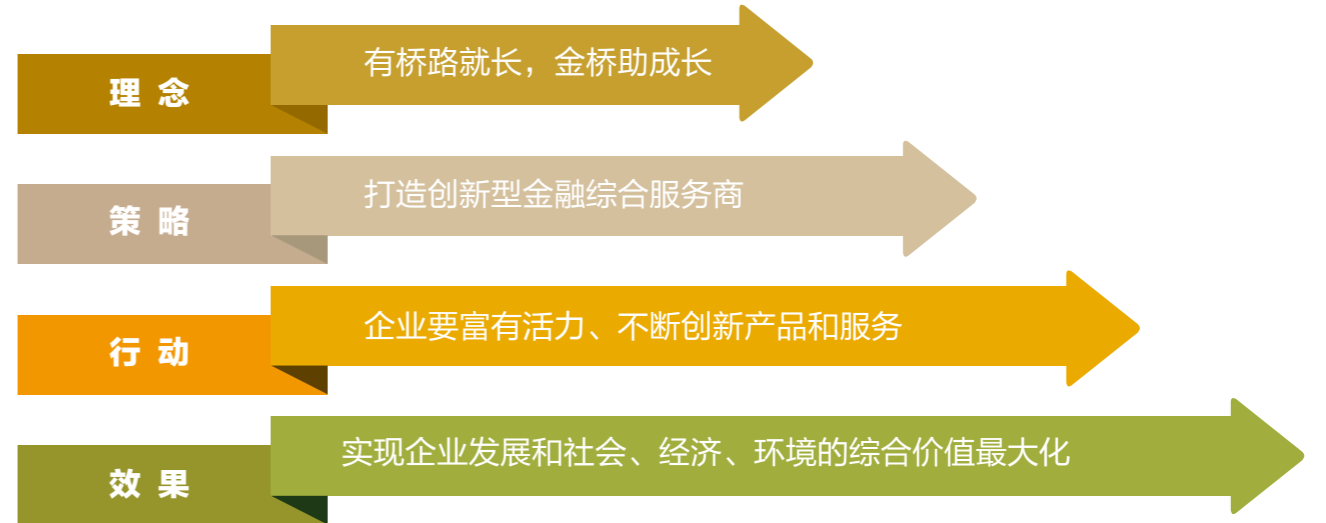 理 念
有桥路就长，金桥助成长
策 略
打造创新型金融综合服务商
行 动
企业要富有活力、不断创新产品和服务
效 果
实现企业发展和社会、经济、环境的综合价值最大化